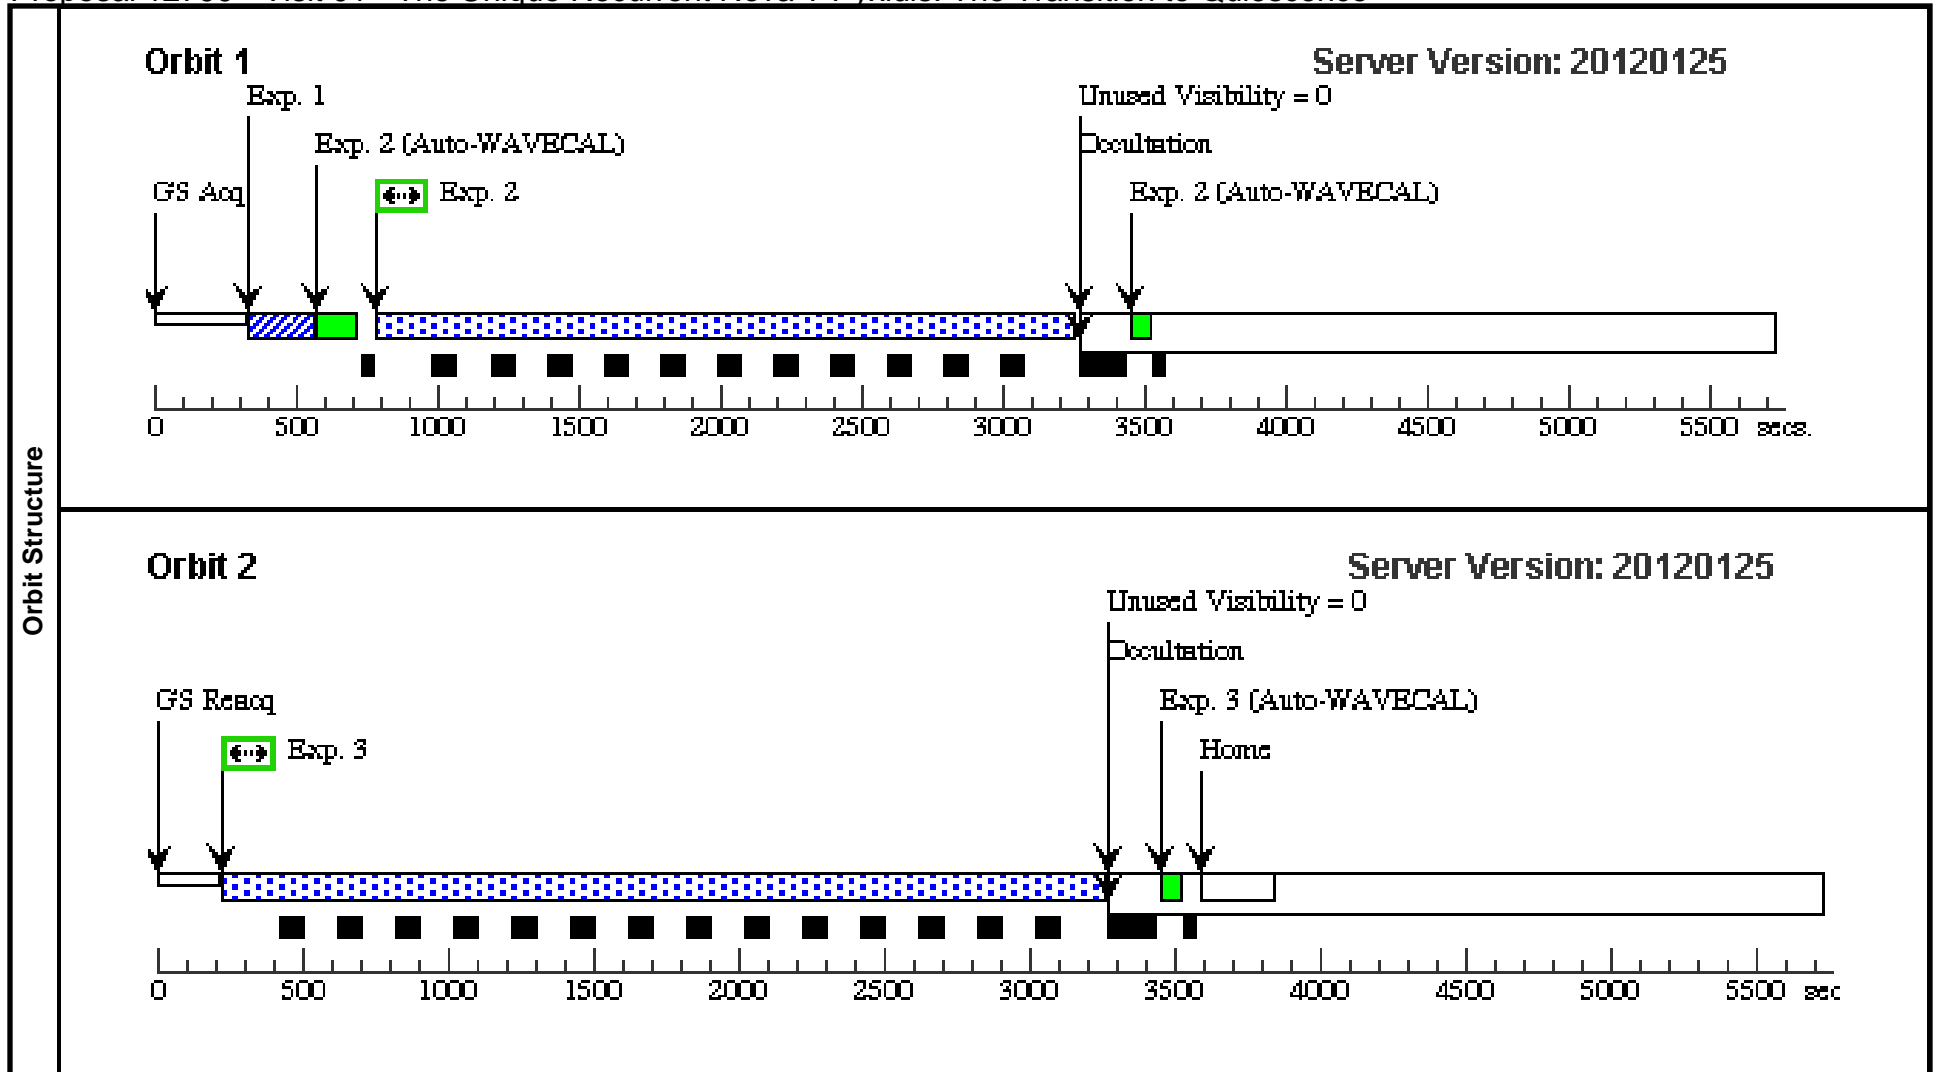 Orbit Structure
Orbit 1
Server Version: 20120125
Exp. 1
Unused Visibility = 0
Exp. 2 (Auto-WAVECAL)
Occultation
GS Acq
Exp. 2
Exp. 2 (Auto-WAVECAL)
0 500 1000 1500 2000 2500 3000 3500 4000 4500 5000 5500 secs.
Orbit 2
Server Version: 20120125
Unused Visibility = 0
Occultation
GS Reacq
Exp. 3 (Auto-WAVECAL)
Exp. 3
Home
0 500 1000 1500 2000 2500 3000 3500 4000 4500 5000 5500 sec